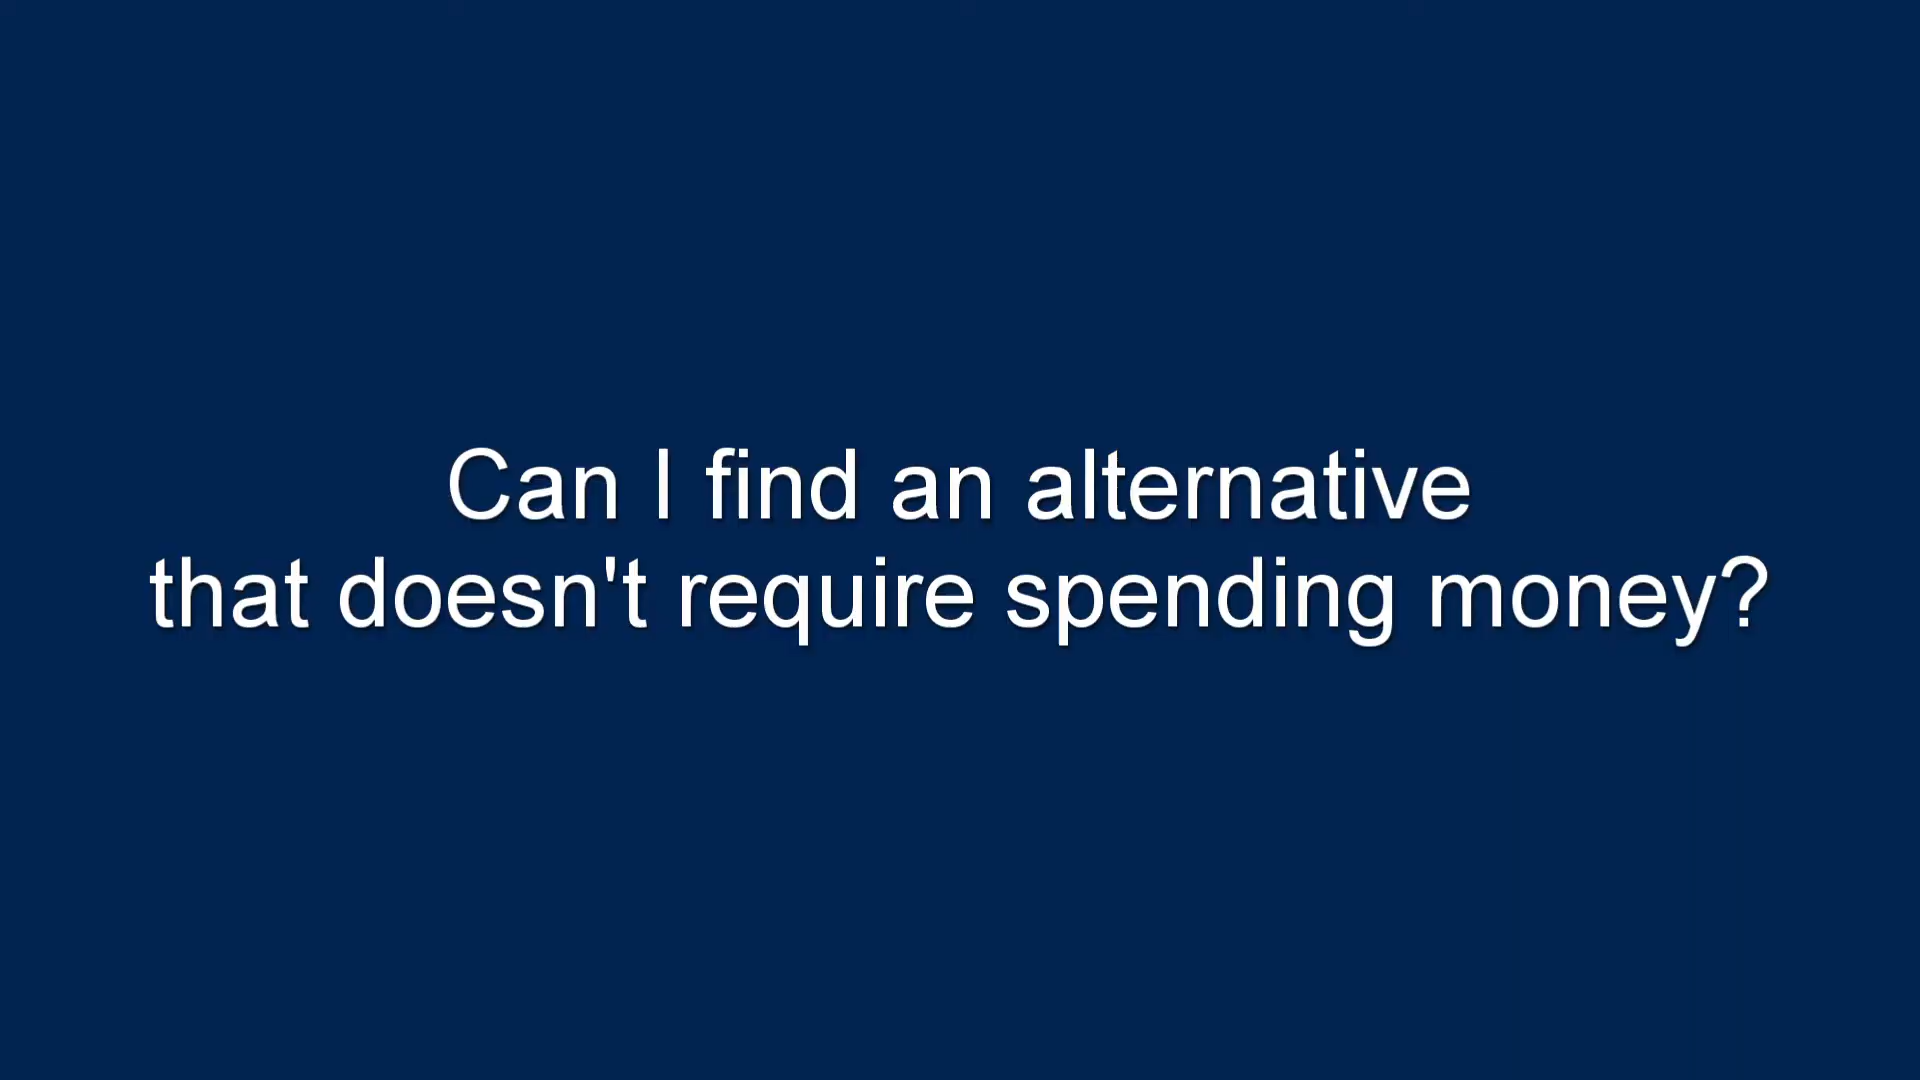 Can I find an alternative
that doesn't require spending money?